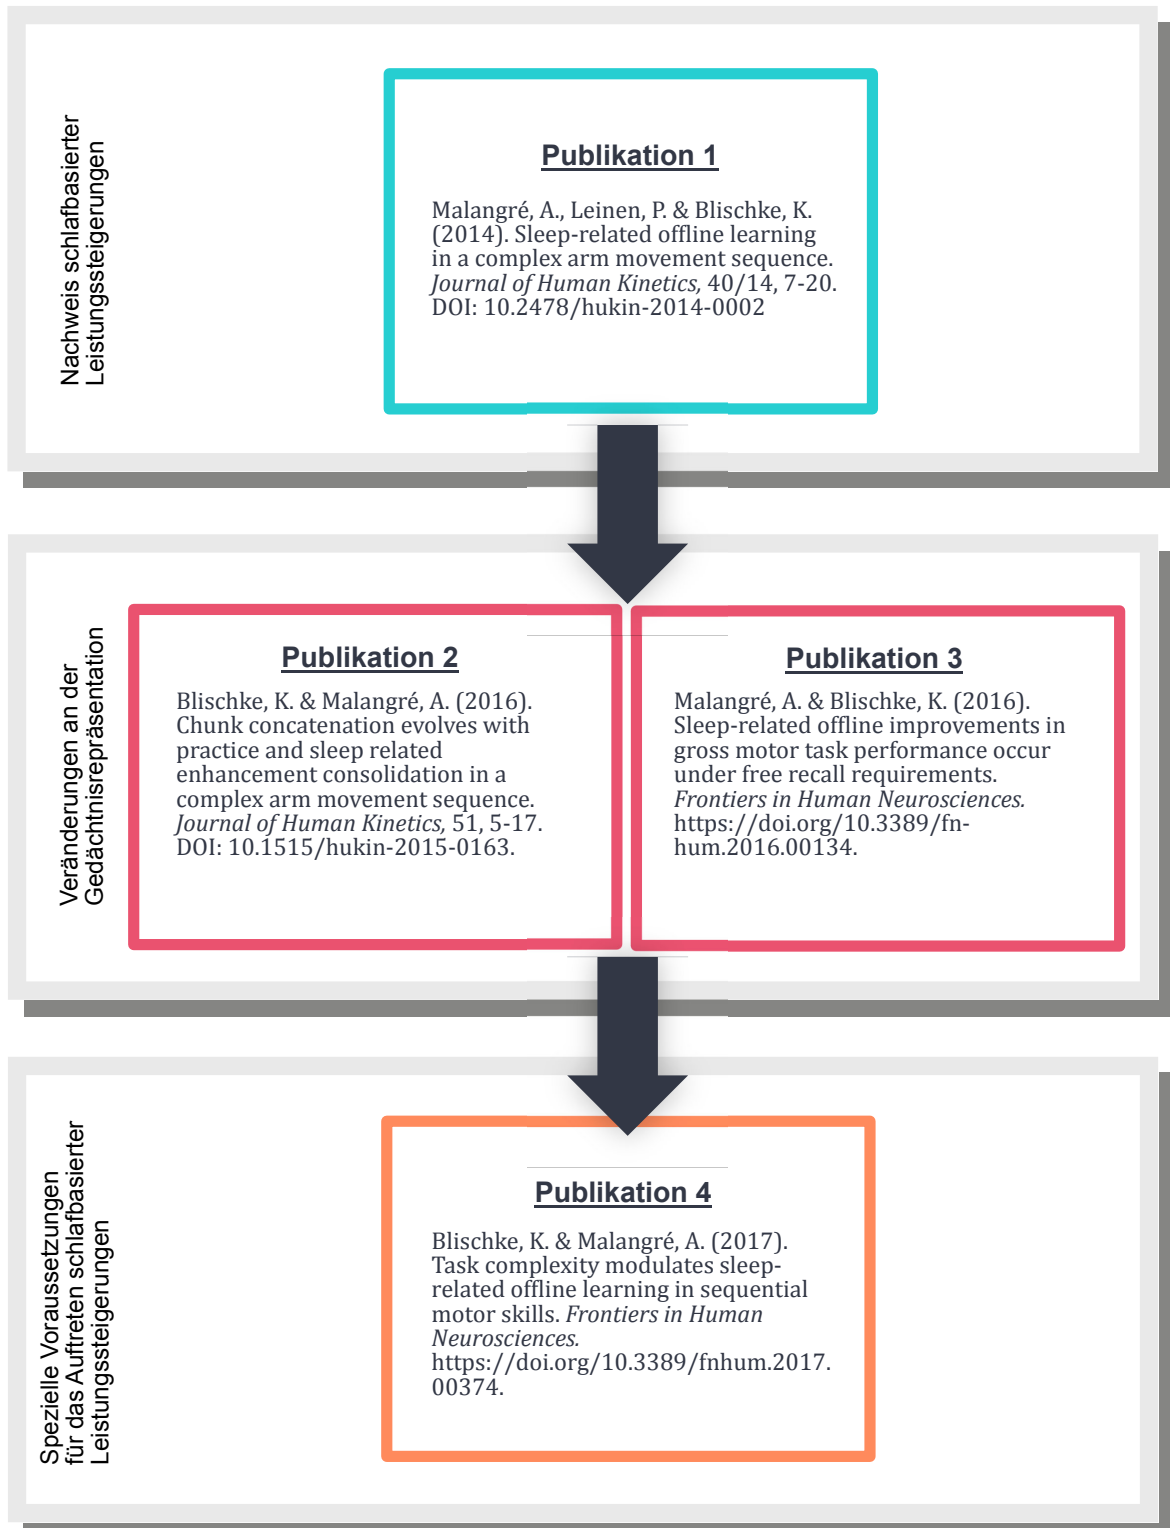 Nachweis schlafbasierter
Leistungssteigerungen
Publikation 1
Malangré, A., Leinen, P. & Blischke, K.
(2014). Sleep-related offline learning
in a complex arm movement sequence.
Journal of Human Kinetics, 40/14, 7-20.
DOI: 10.2478/hukin-2014-0002
Veränderungen an der
Gedächtnisrepräsentation
Publikation 2
Blischke, K. & Malangré, A. (2016).
Chunk concatenation evolves with
practice and sleep related
enhancement consolidation in a
complex arm movement sequence.
Journal of Human Kinetics, 51, 5-17.
DOI: 10.1515/hukin-2015-0163.
Publikation 3
Malangré, A. & Blischke, K. (2016).
Sleep-related offline improvements in
gross motor task performance occur
under free recall requirements.
Frontiers in Human Neurosciences.
https://doi.org/10.3389/fn-
hum.2016.00134.
Spezielle Voraussetzungen
für das Auftreten schlafbasierter
Leistungssteigerungen
Publikation 4
Blischke, K. & Malangré, A. (2017).
Task complexity modulates sleep-
related offline learning in sequential
motor skills. Frontiers in Human
Neurosciences.
https://doi.org/10.3389/fnhum.2017.
00374.